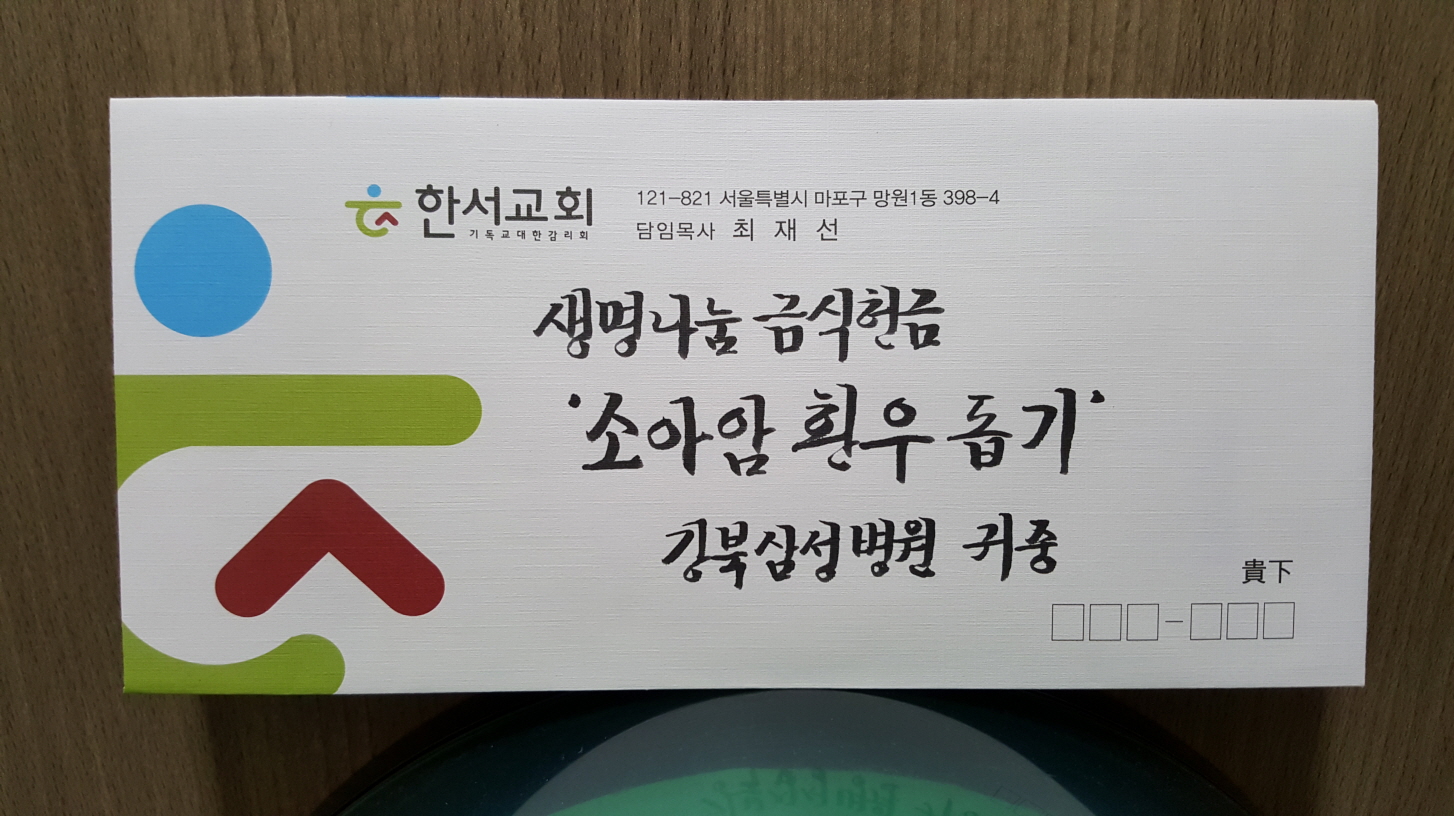 한서교회
기독교대한감리회
121-821 서울특별시 마포구 망원1동 398-4
담임목사 최 재 선
생명나눔 금식헌금
'소아암 환우 돕기'
강북삼성병원 귀중
貴下